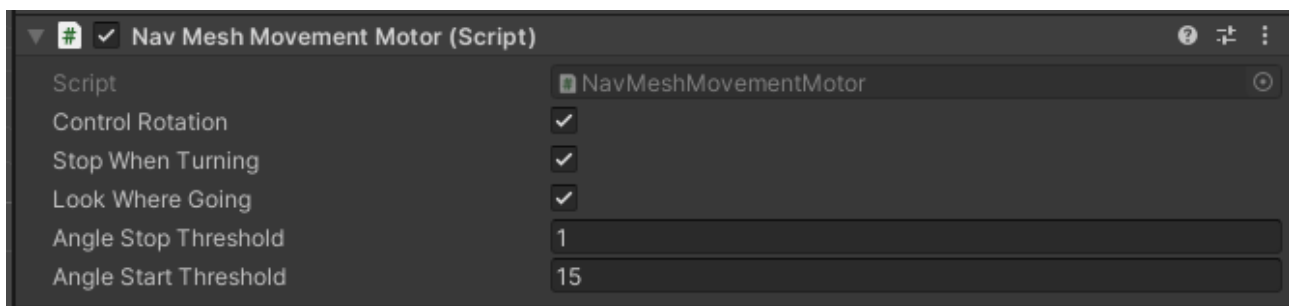 Nav Mesh Movement Motor (Script)
Script NavMeshMovementMotor
Control Rotation
Stop When Turning
Look Where Going
Angle Stop Threshold 1
Angle Start Threshold 15